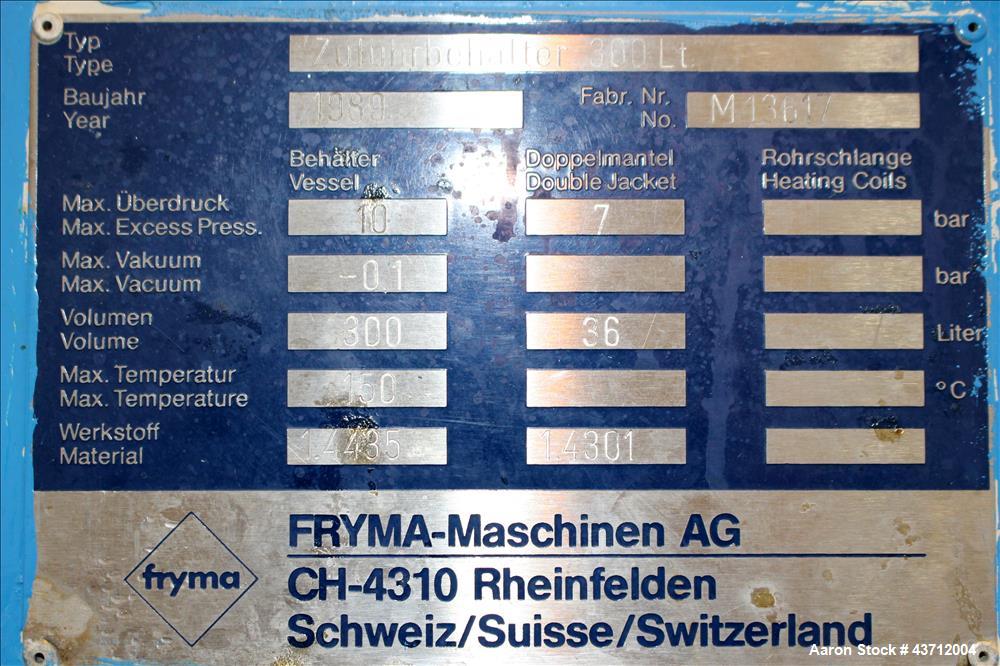 Typ
Type
Zuführbehälter 300 Lt.
Baujahr
Year
1989
Fabr. Nr.
No.
M 13617
Behälter
Vessel
Doppelmantel
Double Jacket
Rohrschlange
Heating Coils
Max. Überdruck
Max. Excess Press.
10
7
bar
Max. Vakuum
Max. Vacuum
-0,1
bar
Volumen
Volume
300
36
Liter
Max. Temperatur
Max. Temperature
150
°C
Werkstoff
Material
1.4435
1.4301
fryma
FRYMA-Maschinen AG
CH-4310 Rheinfelden
Schweiz/Suisse/Switzerland
Aaron Stock # 43712004